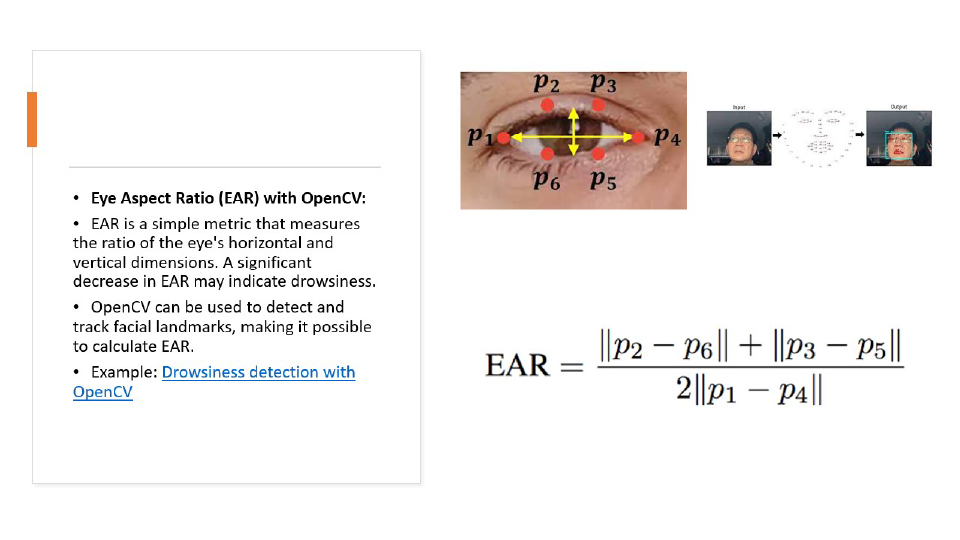 • Eye Aspect Ratio (EAR) with OpenCV:
• EAR is a simple metric that measures
the ratio of the eye's horizontal and
vertical dimensions. A significant
decrease in EAR may indicate drowsiness.
• OpenCV can be used to detect and
track facial landmarks, making it possible
to calculate EAR.
• Example: Drowsiness detection with
OpenCV
p2 p3
p1 p4
p6 p5
Input Output
EAR = (||p2 − p6|| + ||p3 − p5||) / (2||p1 − p4||)